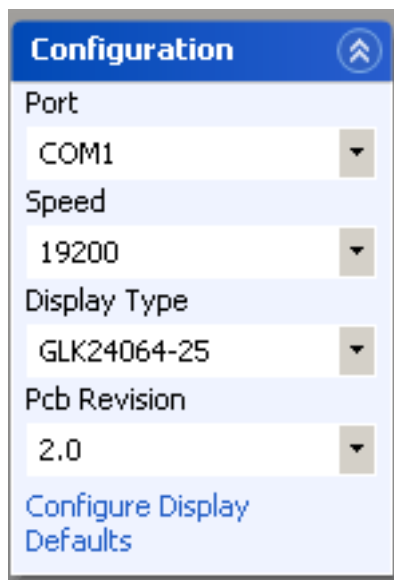 Configuration
Port
COM1
Speed
19200
Display Type
GLK24064-25
Pcb Revision
2.0
Configure Display
Defaults